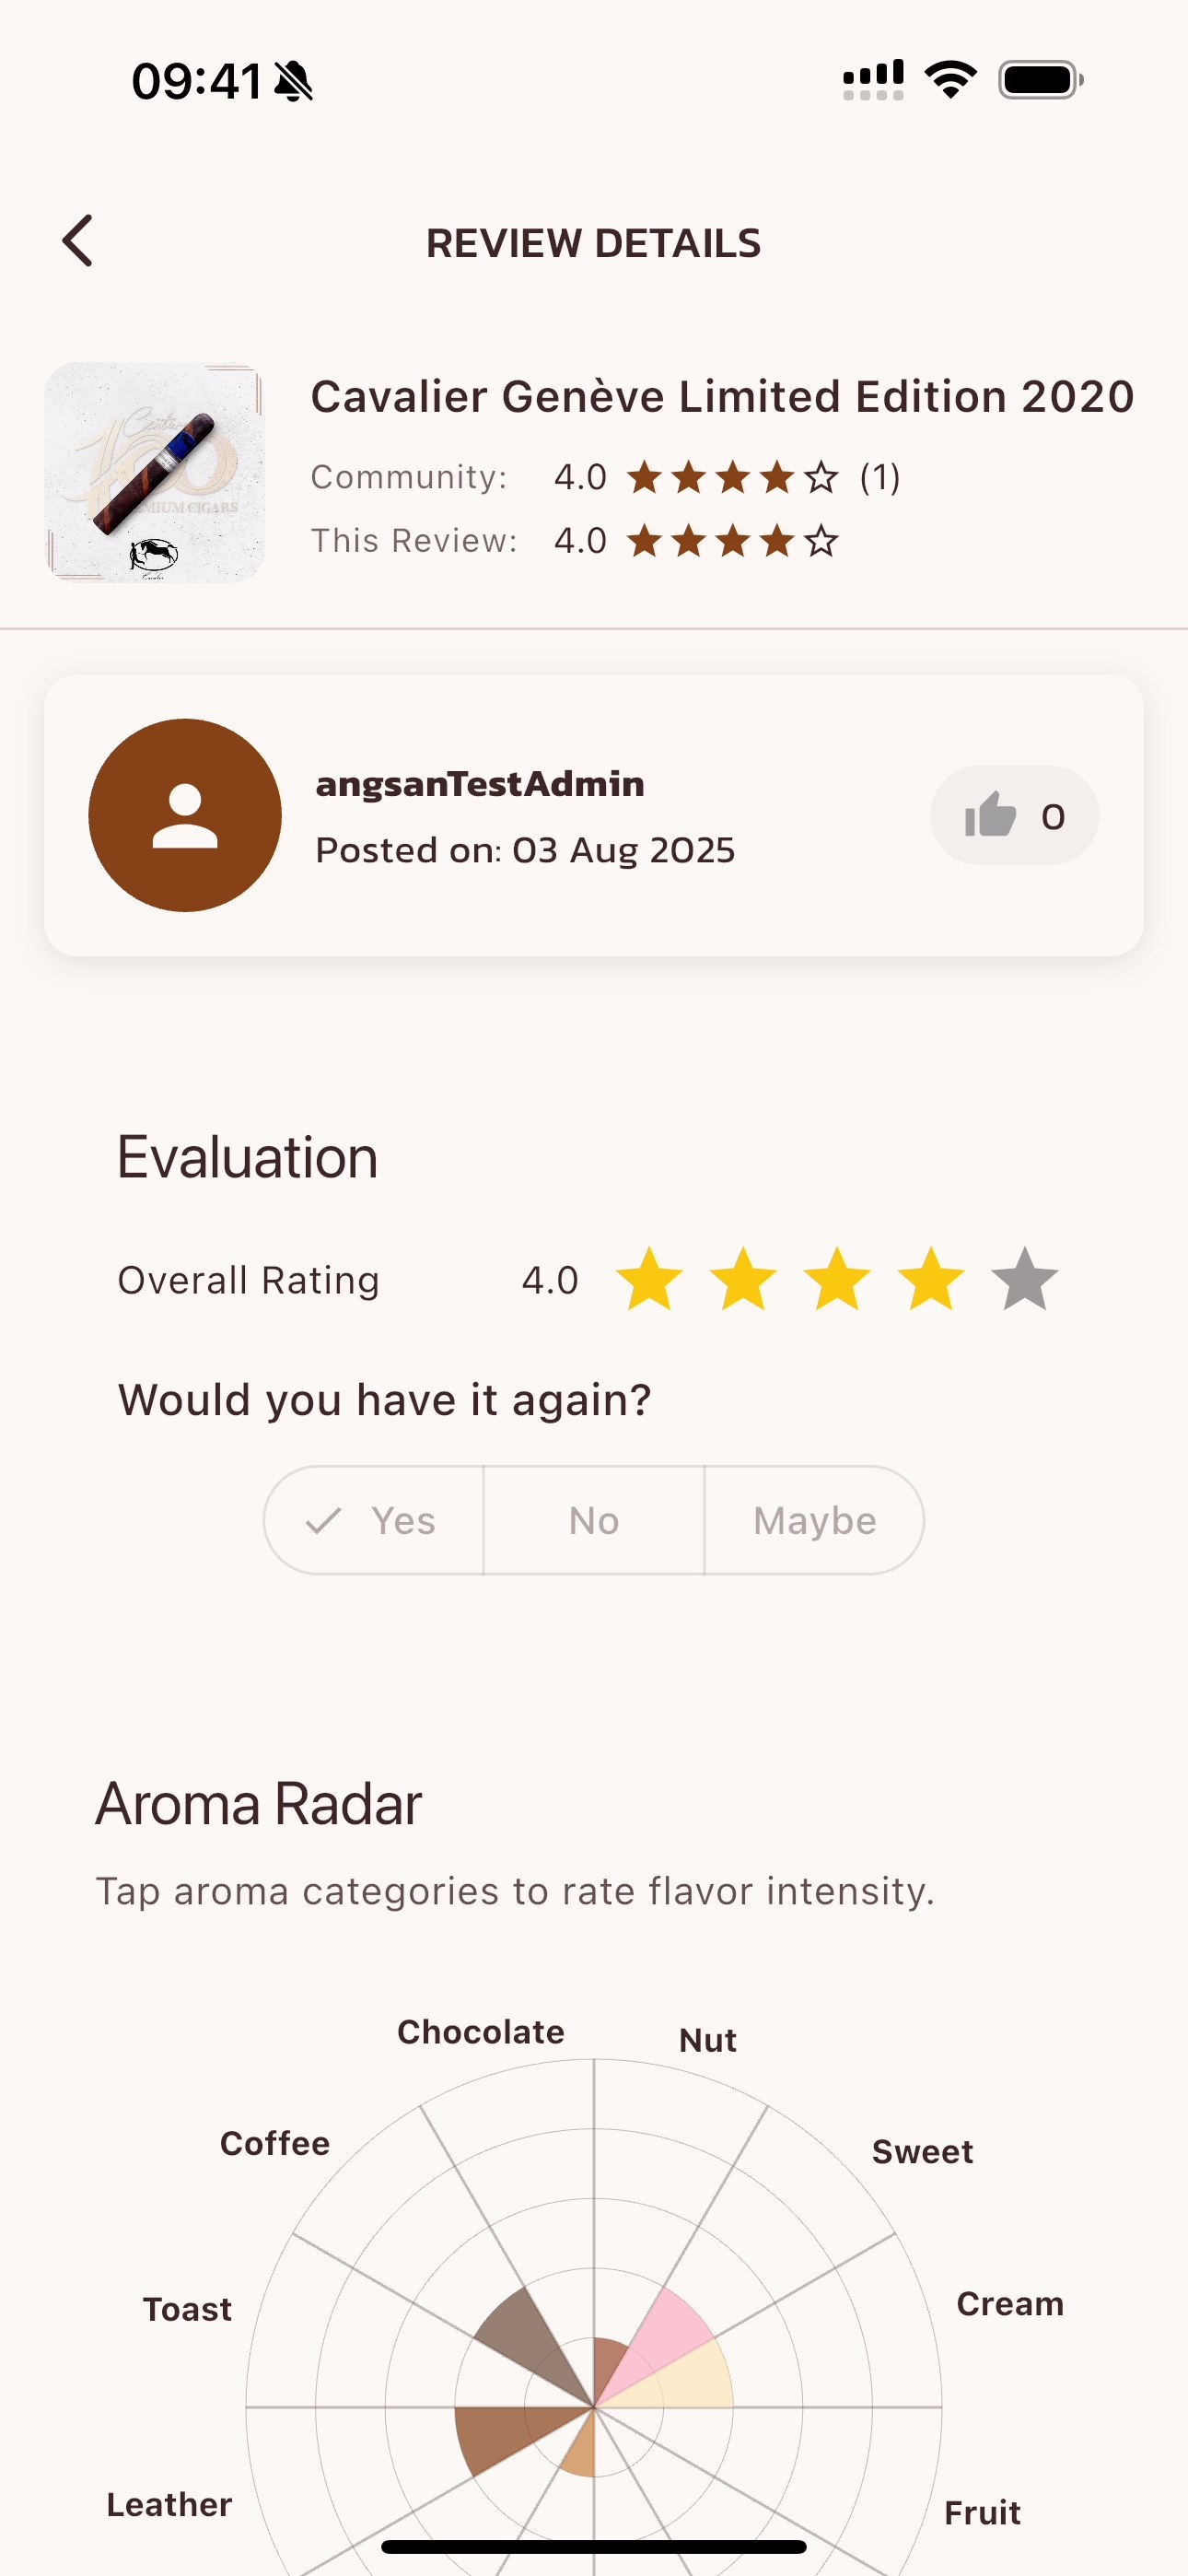 09:41
REVIEW DETAILS
Cavalier Genève Limited Edition 2020
Community: 4.0 (1)
This Review: 4.0
angsanTestAdmin
Posted on: 03 Aug 2025
0
Evaluation
Overall Rating 4.0
Would you have it again?
Yes No Maybe
Aroma Radar
Tap aroma categories to rate flavor intensity.
Chocolate
Nut
Coffee
Sweet
Toast
Cream
Leather
Fruit